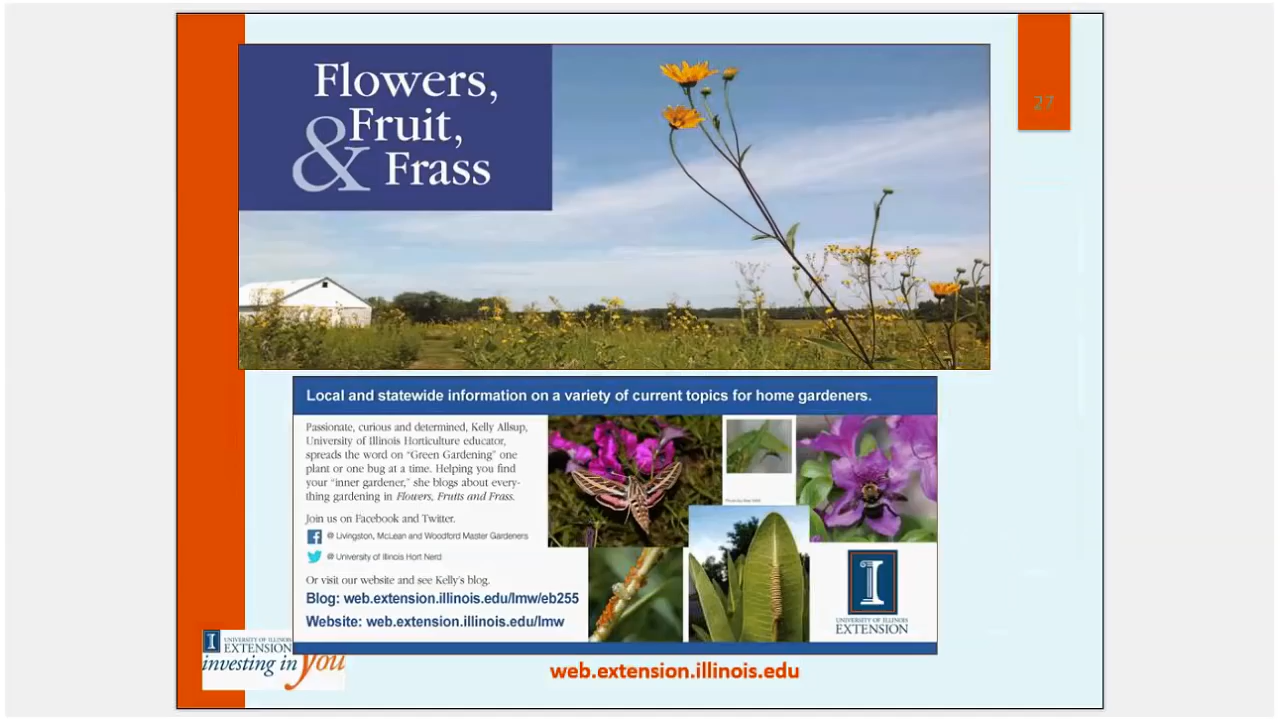 27
Flowers,
&Fruit,
Frass
Local and statewide information on a variety of current topics for home gardeners.
Passionate, curious and determined, Kelly Allsup,
University of Illinois Horticulture educator,
spreads the word on “Green Gardening” one
plant or one bug at a time. Helping you find
your “inner gardener,” she blogs about every-
thing gardening in Flowers, Fruits and Frass.
Join us on Facebook and Twitter.
@ Livingston, McLean and Woodford Master Gardeners
@ University of Illinois Hort Nerd
Or visit our website and see Kelly's blog.
Blog: web.extension.illinois.edu/lmw/eb255
Website: web.extension.illinois.edu/lmw
I
UNIVERSITY OF ILLINOIS
EXTENSION
I
UNIVERSITY OF ILLINOIS
EXTENSION
investing in you
web.extension.illinois.edu